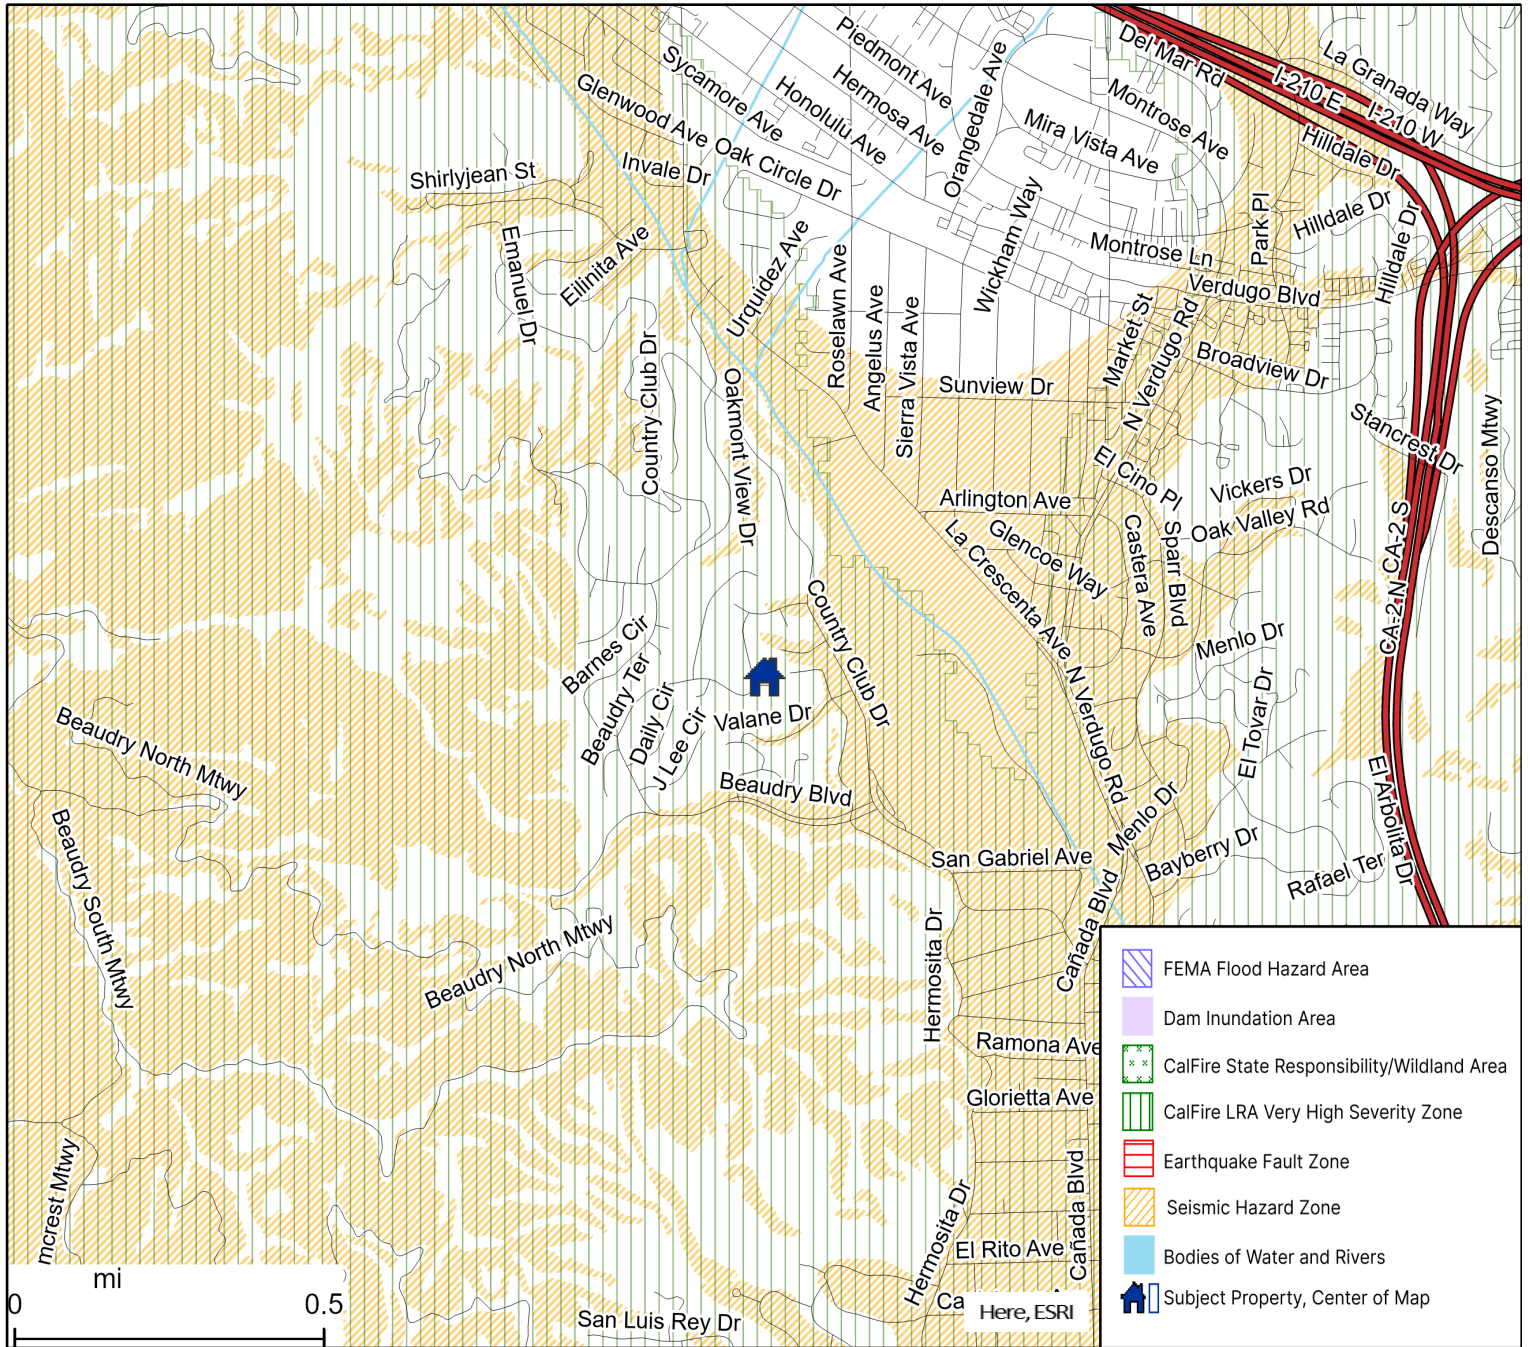 Piedmont Ave
Del Mar Rd
La Granada Way
Sycamore Ave
Hermosa Ave
Orangedale Ave
I-210 E
I-210 W
Glenwood Ave
Honolulu Ave
Montrose Ave
Mira Vista Ave
Hilldale Dr
Invale Dr
Oak Circle Dr
Shirlyjean St
Wickham Way
Park Pl
Hilldale Dr
Hilldale Dr
Emanuel Dr
Eilinita Ave
Urquidez Ave
Roselawn Ave
Montrose Ln
Verdugo Blvd
Angelus Ave
Sierra Vista Ave
Market St
N Verdugo Rd
Country Club Dr
Oakmont View Dr
Sunview Dr
Broadview Dr
Stancrest Dr
Descanso Mtwy
El Cino Pl
Vickers Dr
Arlington Ave
Oak Valley Rd
La Crescenta Ave
Glencoe Way
Castera Ave
Sparr Blvd
CA-2 S
CA-2 N
Barnes Cir
Country Club Dr
Menlo Dr
Beaudry Ter
Daily Cir
J Lee Cir
Valane Dr
N Verdugo Rd
El Tovar Dr
Beaudry North Mtwy
Beaudry Blvd
Menlo Dr
El Arbolita Dr
Beaudry South Mtwy
San Gabriel Ave
Bayberry Dr
Rafael Ter
Beaudry North Mtwy
Hermosita Dr
Cañada Blvd
Ramona Ave
Glorietta Ave
mcrest Mtwy
Hermosita Dr
Cañada Blvd
El Rito Ave
San Luis Rey Dr
mi
0 0.5
Here, ESRI
FEMA Flood Hazard Area
Dam Inundation Area
CalFire State Responsibility/Wildland Area
CalFire LRA Very High Severity Zone
Earthquake Fault Zone
Seismic Hazard Zone
Bodies of Water and Rivers
Subject Property, Center of Map